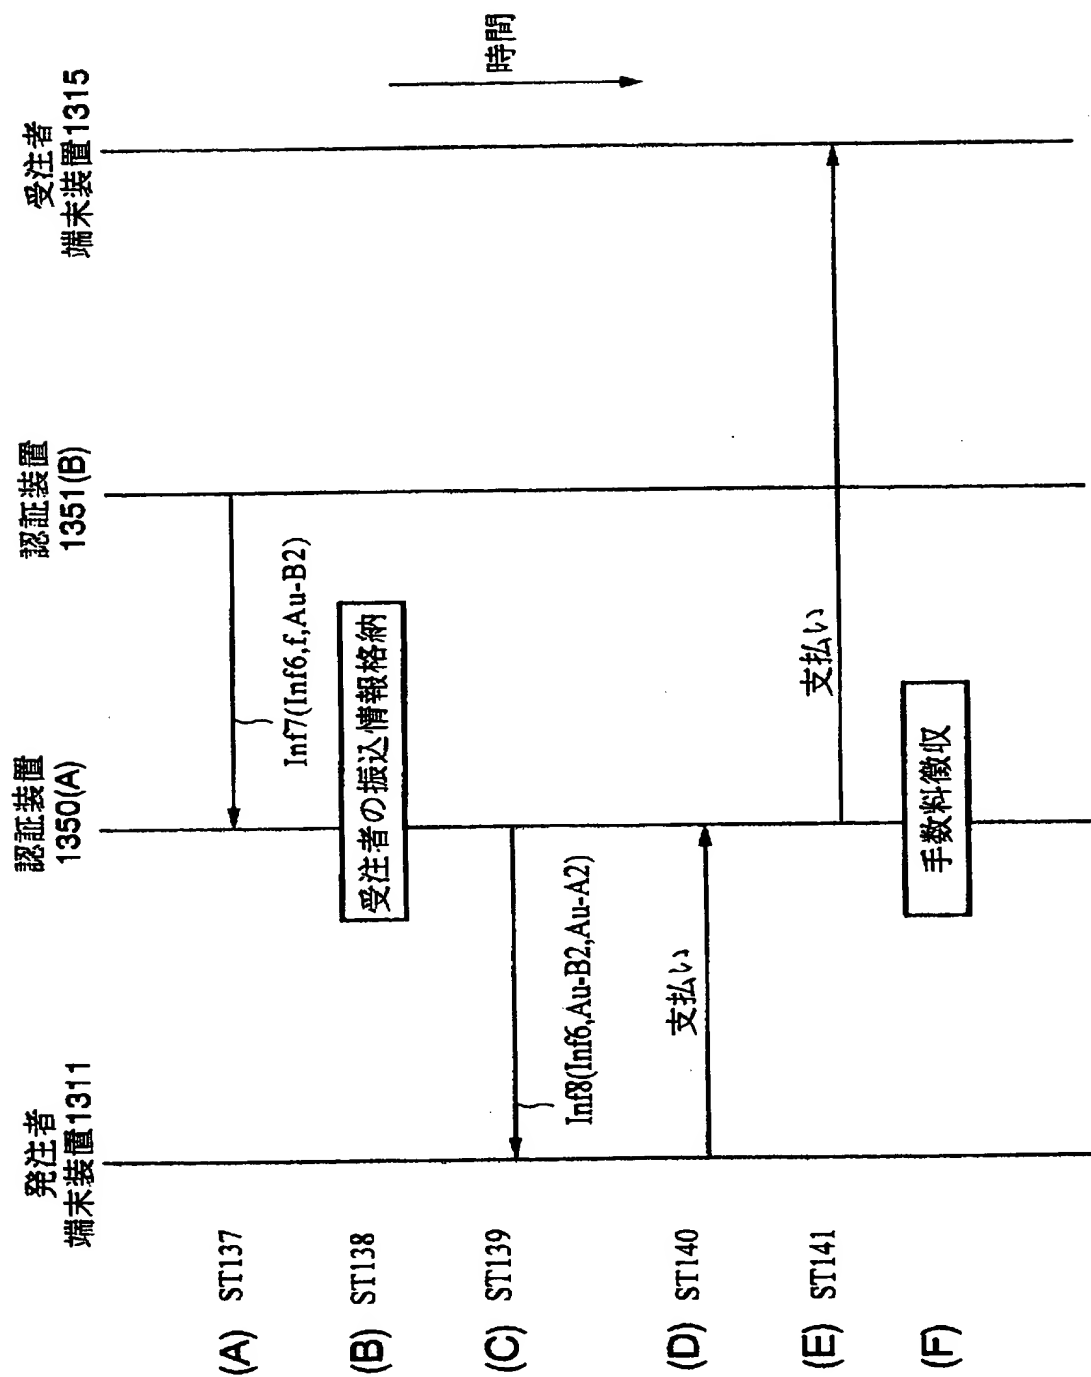 発注者
端末装置1311
認証装置
1350(A)
認証装置
1351(B)
受注者
端末装置1315
時間
(A) ST137
Inf7(Inf6,f,Au-B2)
(B) ST138
受注者の振込情報格納
(C) ST139
Inf8(Inf6,Au-B2,Au-A2)
(D) ST140
支払い
(E) ST141
支払い
(F)
手数料徴収